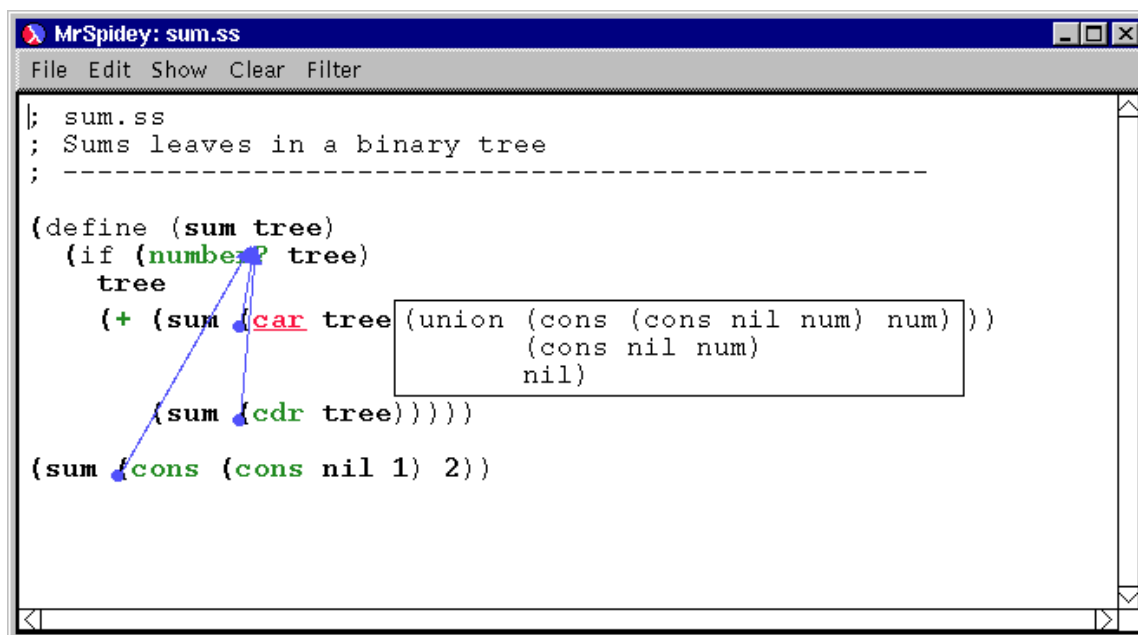 MrSpidey: sum.ss
File Edit Show Clear Filter
; sum.ss
; Sums leaves in a binary tree
; --------------------------------------------------
(define (sum tree)
(if (number? tree)
tree
(+ (sum (car tree (union (cons (cons nil num) num) ))
(cons nil num)
nil)
(sum (cdr tree)))))
(sum (cons (cons nil 1) 2))